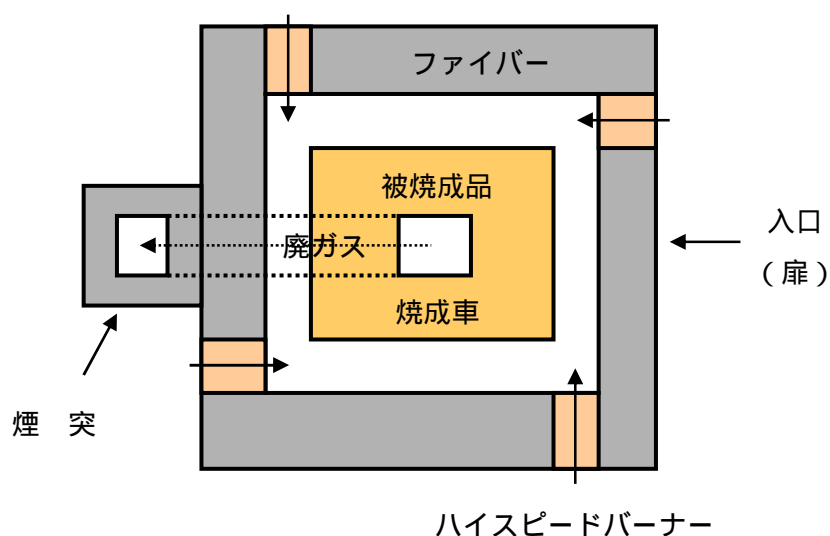 ファイバー
被焼成品
廃ガス
焼成車
入口
（扉）
煙　突
ハイスピードバーナー